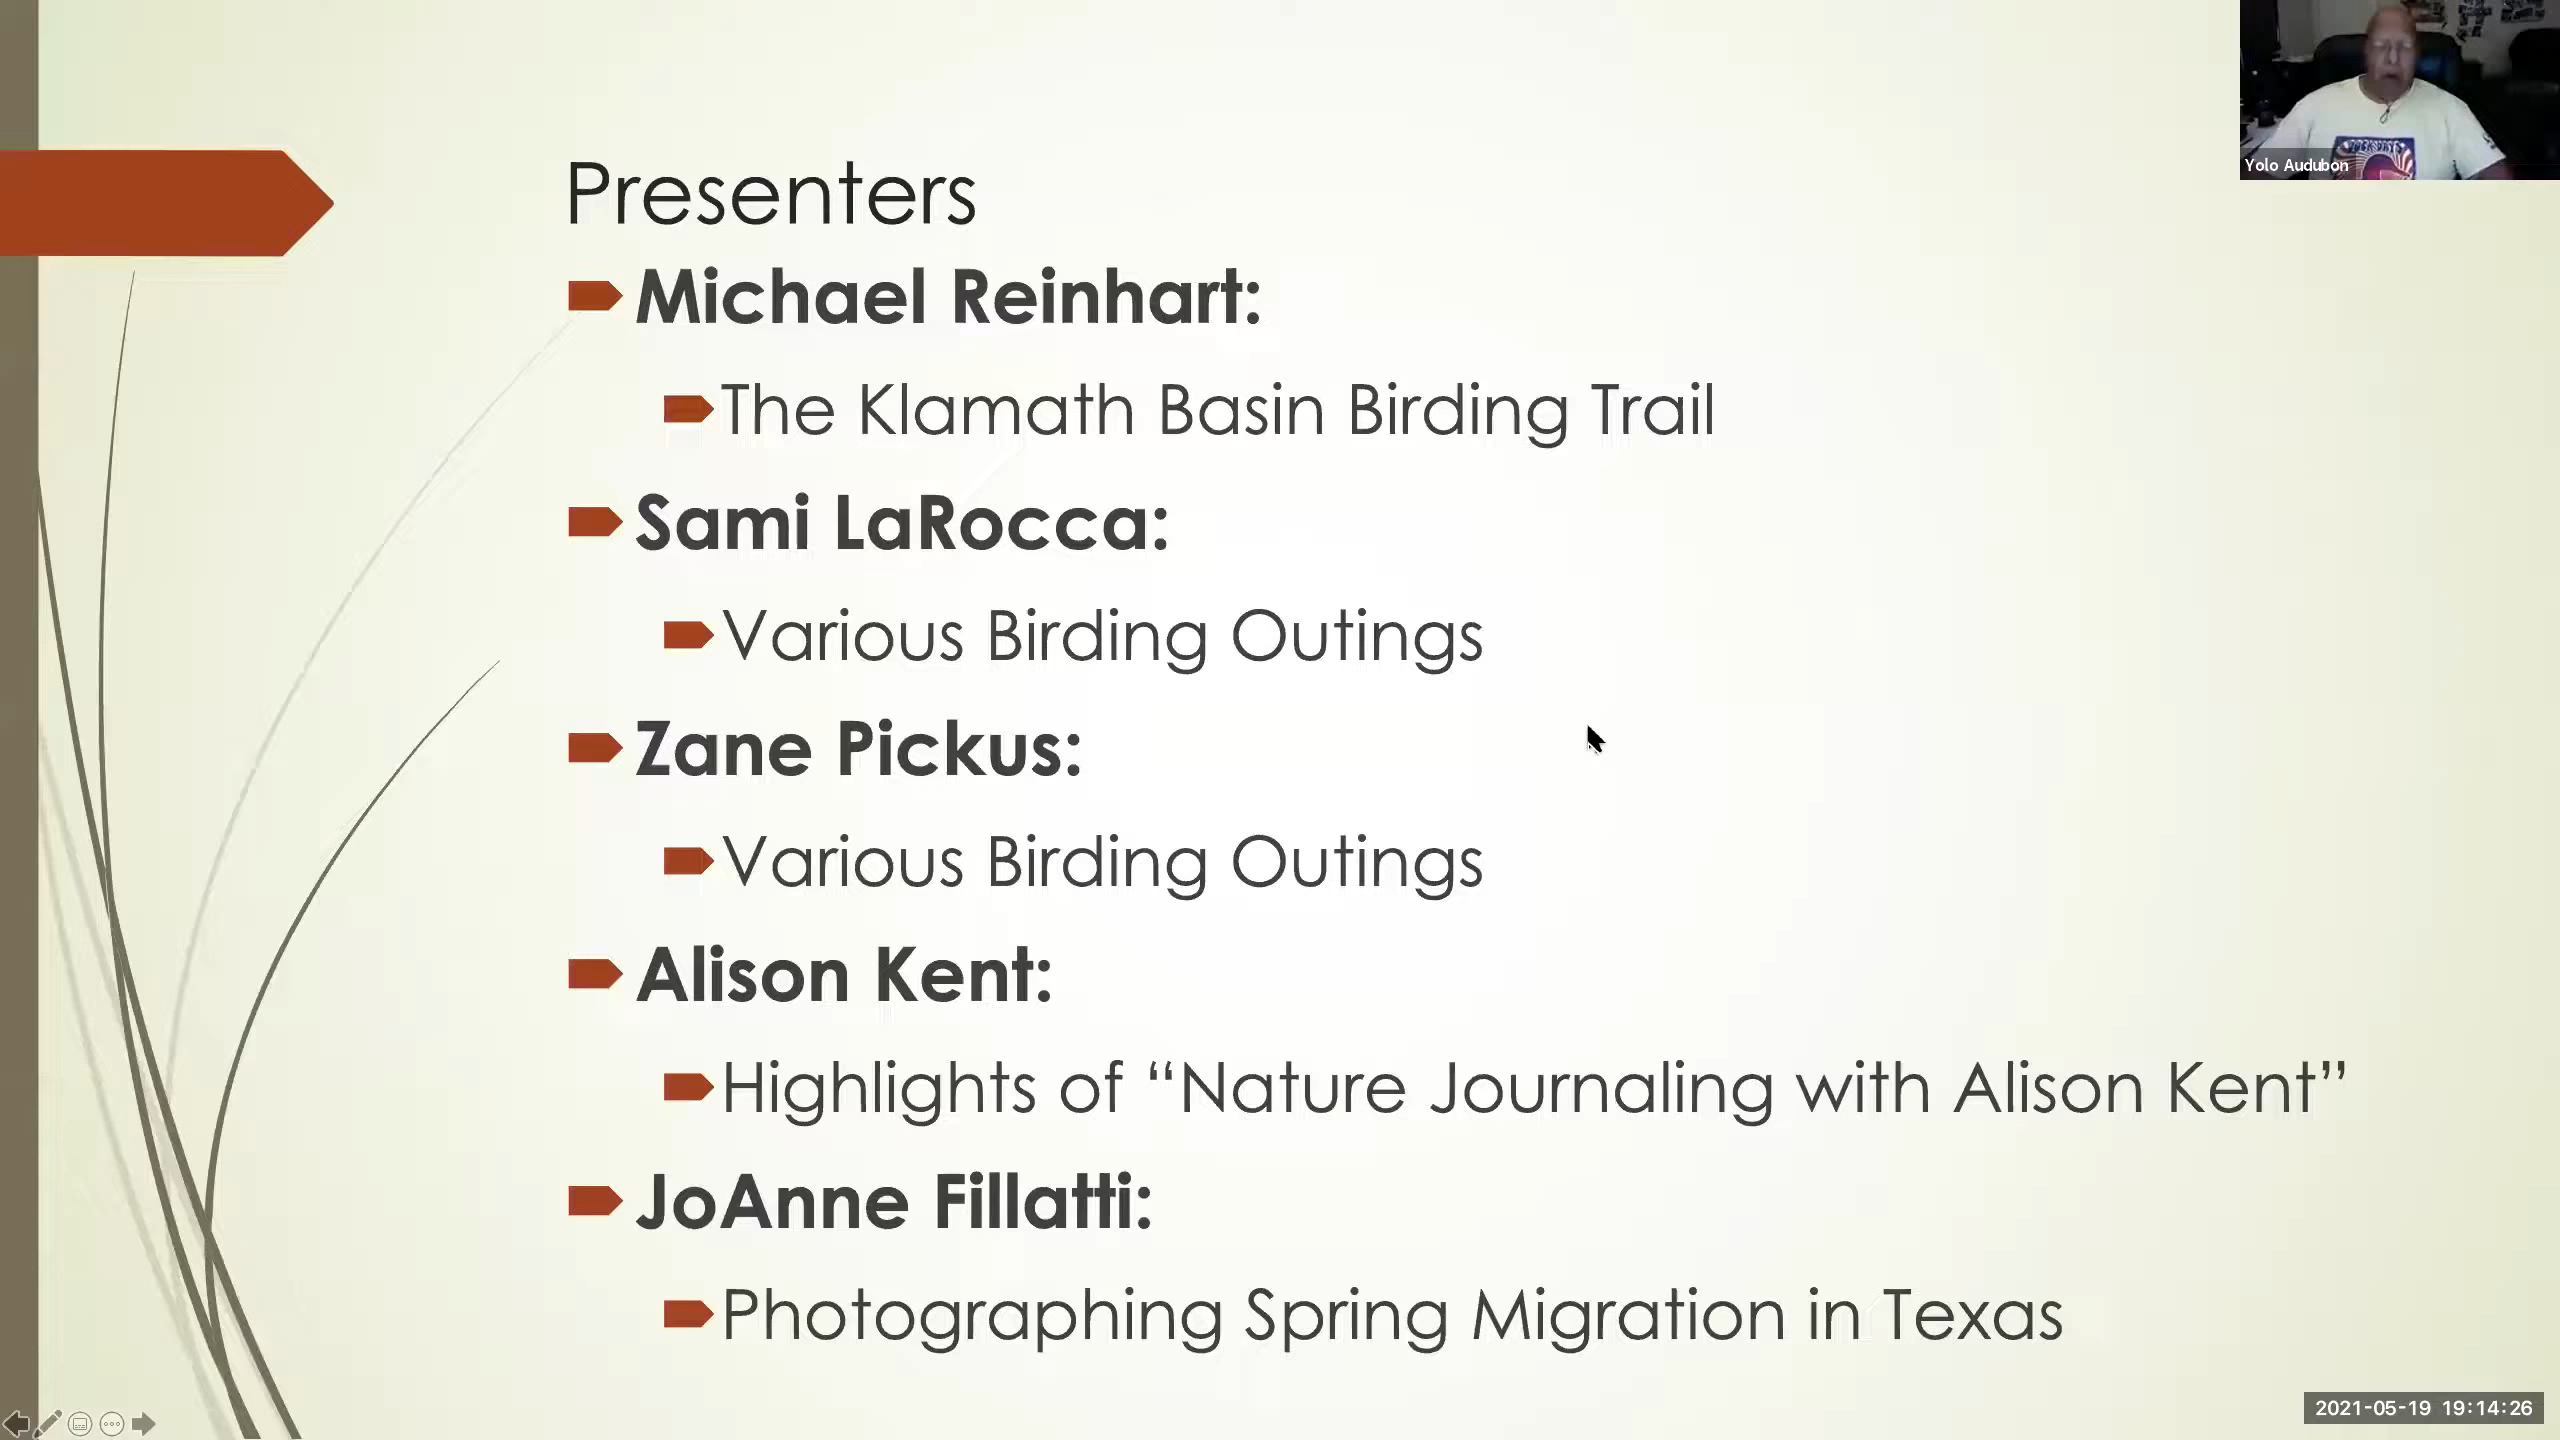 Presenters
Michael Reinhart:
The Klamath Basin Birding Trail
Sami LaRocca:
Various Birding Outings
Zane Pickus:
Various Birding Outings
Alison Kent:
Highlights of “Nature Journaling with Alison Kent”
JoAnne Fillatti:
Photographing Spring Migration in Texas
Yolo Audubon
2021-05-19 19:14:26